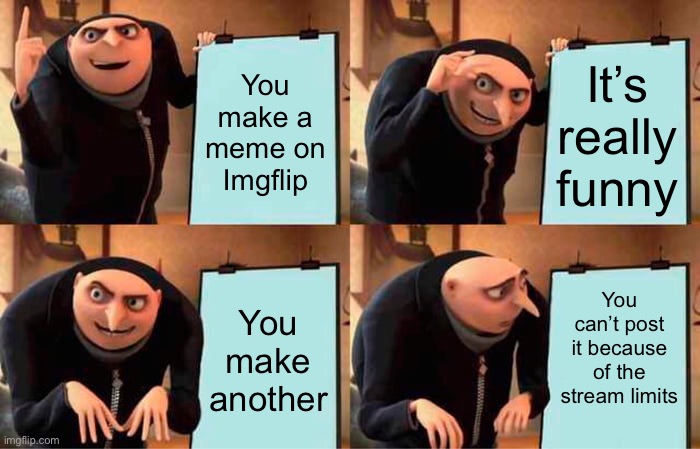 You
make a
meme on
Imgflip
It’s
really
funny
You
make
another
You
can’t post
it because
of the
stream limits
imgflip.com